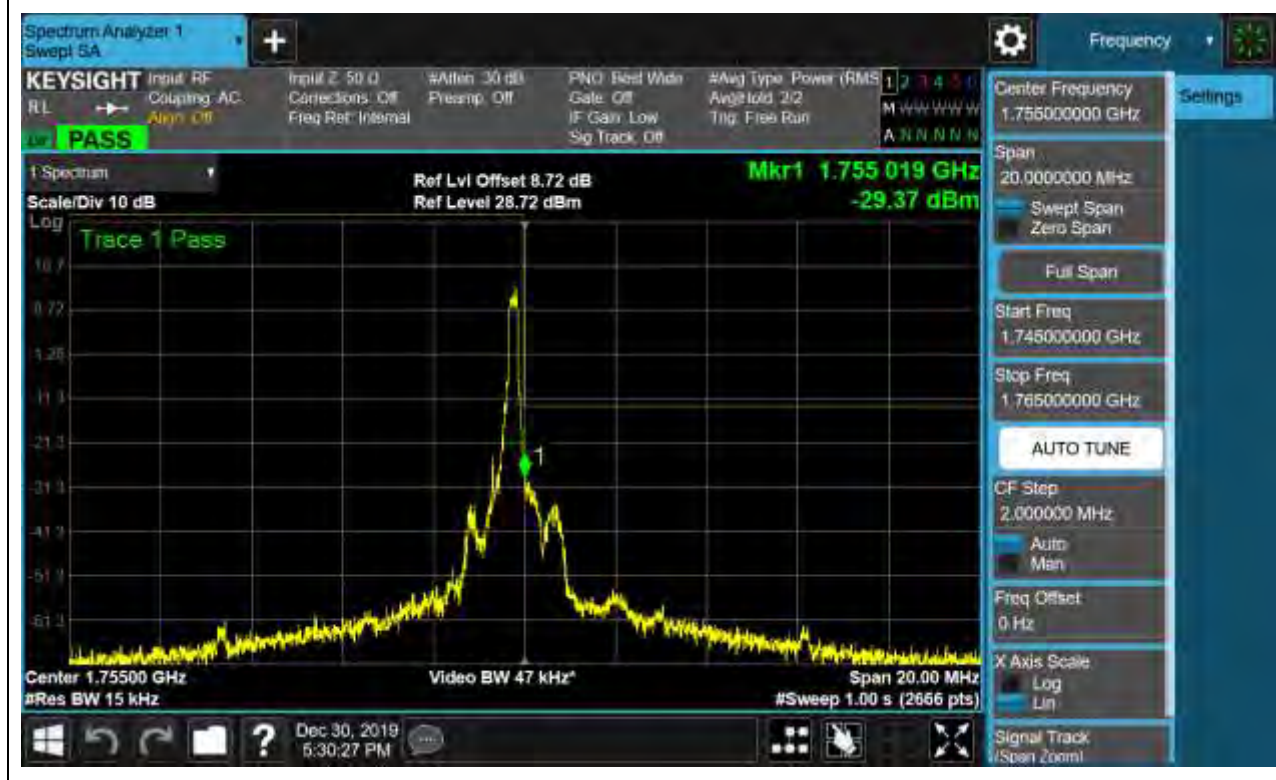 Spectrum Analyzer 1
Swept SA
+
Frequency
KEYSIGHT
Input: RF
Coupling: AC
Align: Off
RL
Input Z: 50 Ω
Corrections: Off
Freq Ref: Internal
#Atten: 30 dB
Preamp: Off
PNO: Best Wide
Gate: Off
IF Gain: Low
Sig Track: Off
#Avg Type: Power (RMS
Avg|Hold: 2/2
Trig: Free Run
1 2 3 4 5 6
M W W W W W
A N N N N N
PASS
Center Frequency
1.755000000 GHz
Settings
1 Spectrum
Scale/Div 10 dB
Ref Lvl Offset 8.72 dB
Ref Level 28.72 dBm
Mkr1 1.755 019 GHz
-29.37 dBm
Span
20.0000000 MHz
Swept Span
Zero Span
Log
Trace 1 Pass
18.7
8.72
-1.28
-11.3
-21.3
-31.3
-41.3
-51.3
-61.3
1
Full Span
Start Freq
1.745000000 GHz
Stop Freq
1.765000000 GHz
AUTO TUNE
CF Step
2.000000 MHz
Auto
Man
Freq Offset
0 Hz
X Axis Scale
Log
Lin
Signal Track
(Span Zoom)
Center 1.75500 GHz
#Res BW 15 kHz
Video BW 47 kHz*
Span 20.00 MHz
#Sweep 1.00 s (2666 pts)
?
Dec 30, 2019
5:30:27 PM